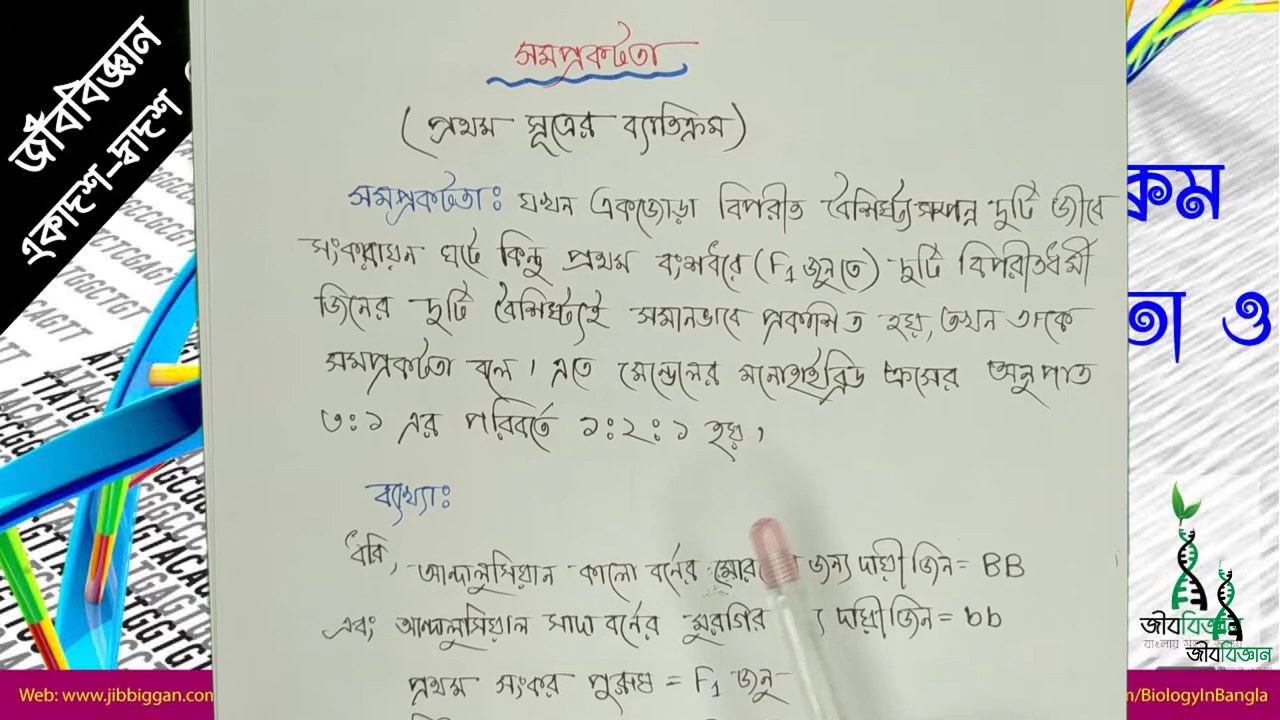 জীববিজ্ঞান
একাদশ-দ্বাদশ
সমপ্রকটতা
(প্রথম সূত্রের ব্যাতিক্রম)
সমপ্রকটতাঃ যখন একজোড়া বিপরীত বৈশিষ্ট্যসম্পন্ন দুটি জীবে
সংকরায়ন ঘটে কিন্তু প্রথম বংশধরে (F₁ জনুতে) দুটি বিপরীতধর্মী
জিনের দুটি বৈশিষ্ট্যই সমানভাবে প্রকাশিত হয়, তখন তাকে
সমপ্রকটতা বলে। এতে মেন্ডেলের মনোহাইব্রিড ক্রসের অনুপাত
৩ঃ১ এর পরিবর্তে ১ঃ২ঃ১ হয়।
ব্যখ্যাঃ
ধরি, আন্দালুসিয়ান কালো বর্নের জন্য দায়ী জিন = BB
এবং আন্দালুসিয়াল সাদা বর্নের মুরগির দায়ী জিন = bb
প্রথম সংকর পুরুষ = F₁ জনু
ক্রম
তা ও
জীববিজ্ঞান
জীববিজ্ঞান
Web: www.jibbiggan.com
m/BiologyInBangla